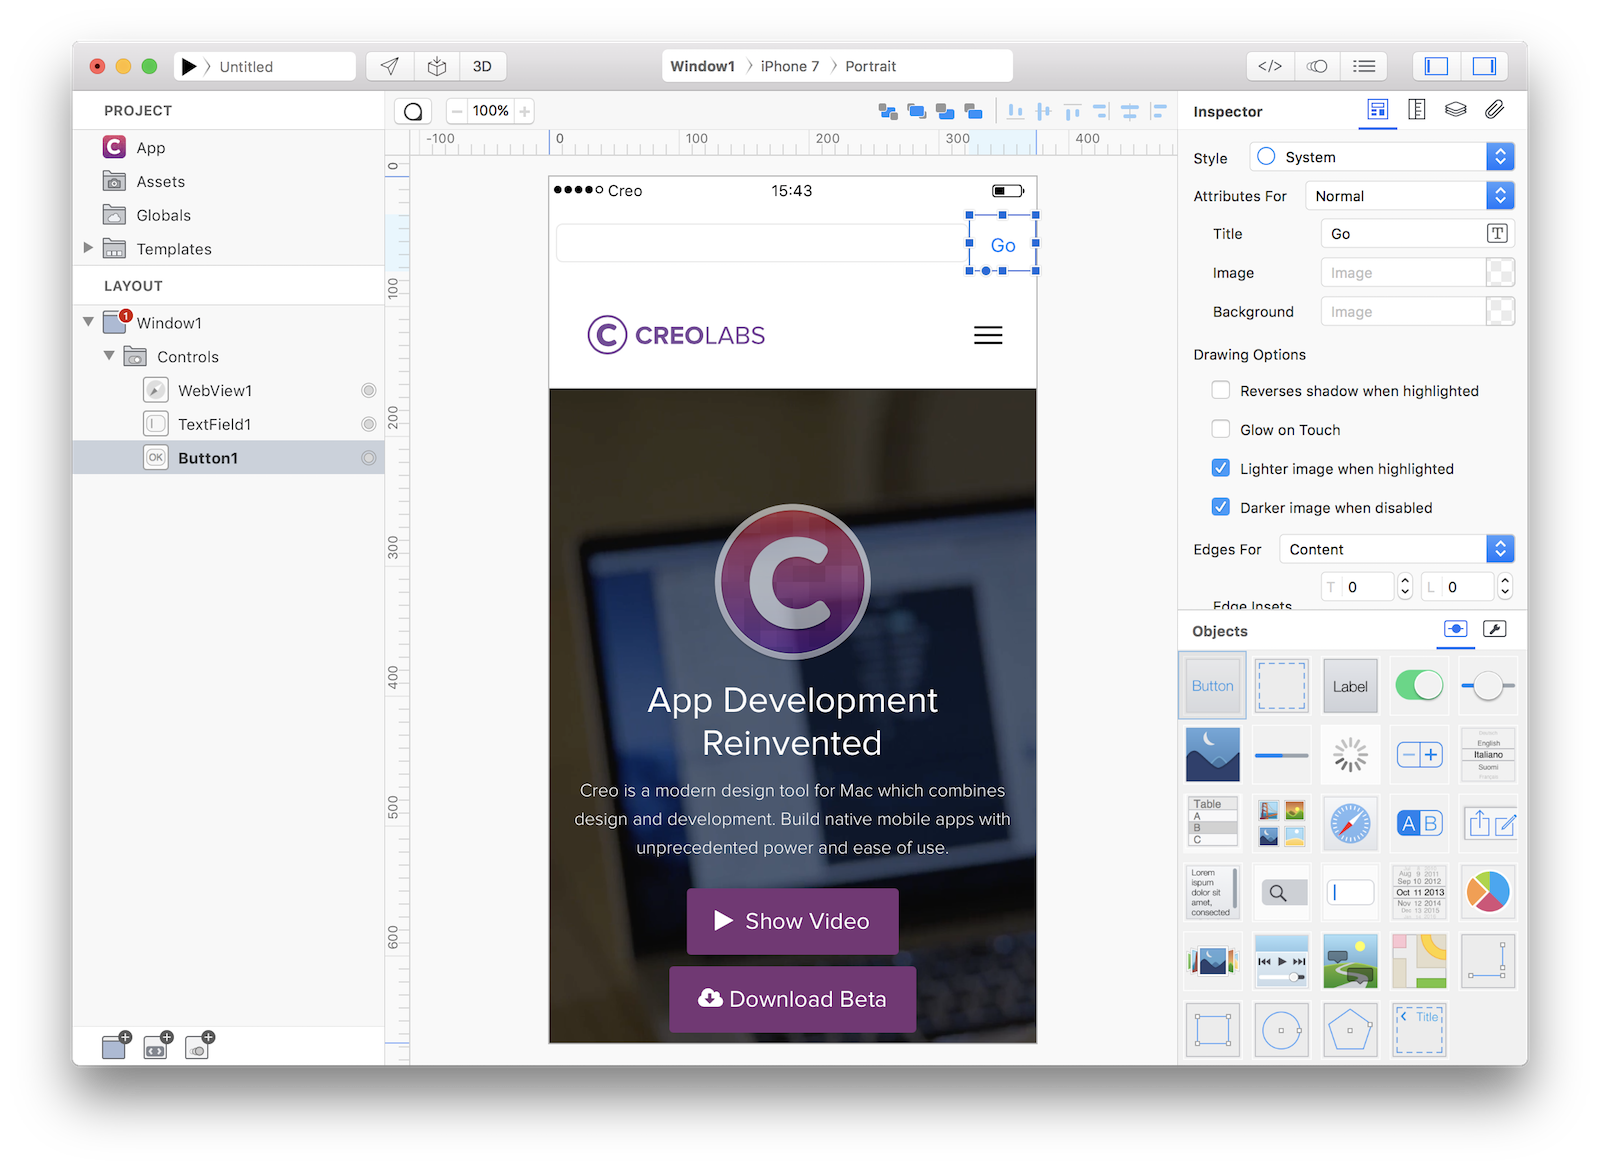 Untitled
3D
Window1 〉 iPhone 7 〉 Portrait
</>
PROJECT
App
Assets
Globals
Templates
LAYOUT
1
Window1
Controls
WebView1
TextField1
OK Button1
100%
-100 0 100 200 300 400
0
100
200
300
400
500
600
Creo 15:43
Go
C CREOLABS
C
App Development
Reinvented
Creo is a modern design tool for Mac which combines
design and development. Build native mobile apps with
unprecedented power and ease of use.
Show Video
Download Beta
Inspector
Style System
Attributes For Normal
Title Go T
Image Image
Background Image
Drawing Options
Reverses shadow when highlighted
Glow on Touch
Lighter image when highlighted
Darker image when disabled
Edges For Content
T 0 L 0
Edge Insets
Objects
Button
Label
English
Italiano
Suomi
Table
A
B
C
A B
Lorem
ispum
dolor sit
amet,
consected
Aug 9 2011
Sep 10 2012
Oct 11 2013
Nov 12 2014
Dec 13 2015
Title